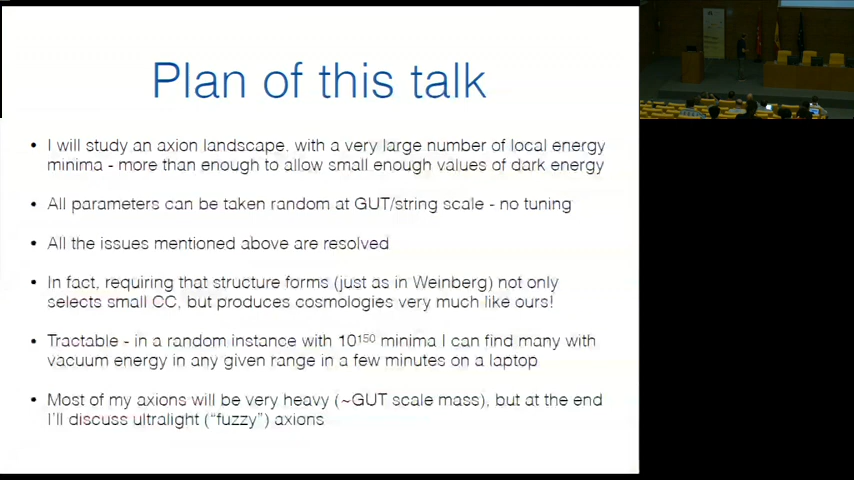 Plan of this talk
• I will study an axion landscape, with a very large number of local energy
minima - more than enough to allow small enough values of dark energy
• All parameters can be taken random at GUT/string scale - no tuning
• All the issues mentioned above are resolved
• In fact, requiring that structure forms (just as in Weinberg) not only
selects small CC, but produces cosmologies very much like ours!
• Tractable - in a random instance with 10¹⁵⁰ minima I can find many with
vacuum energy in any given range in a few minutes on a laptop
• Most of my axions will be very heavy (~GUT scale mass), but at the end
I'll discuss ultralight ("fuzzy") axions